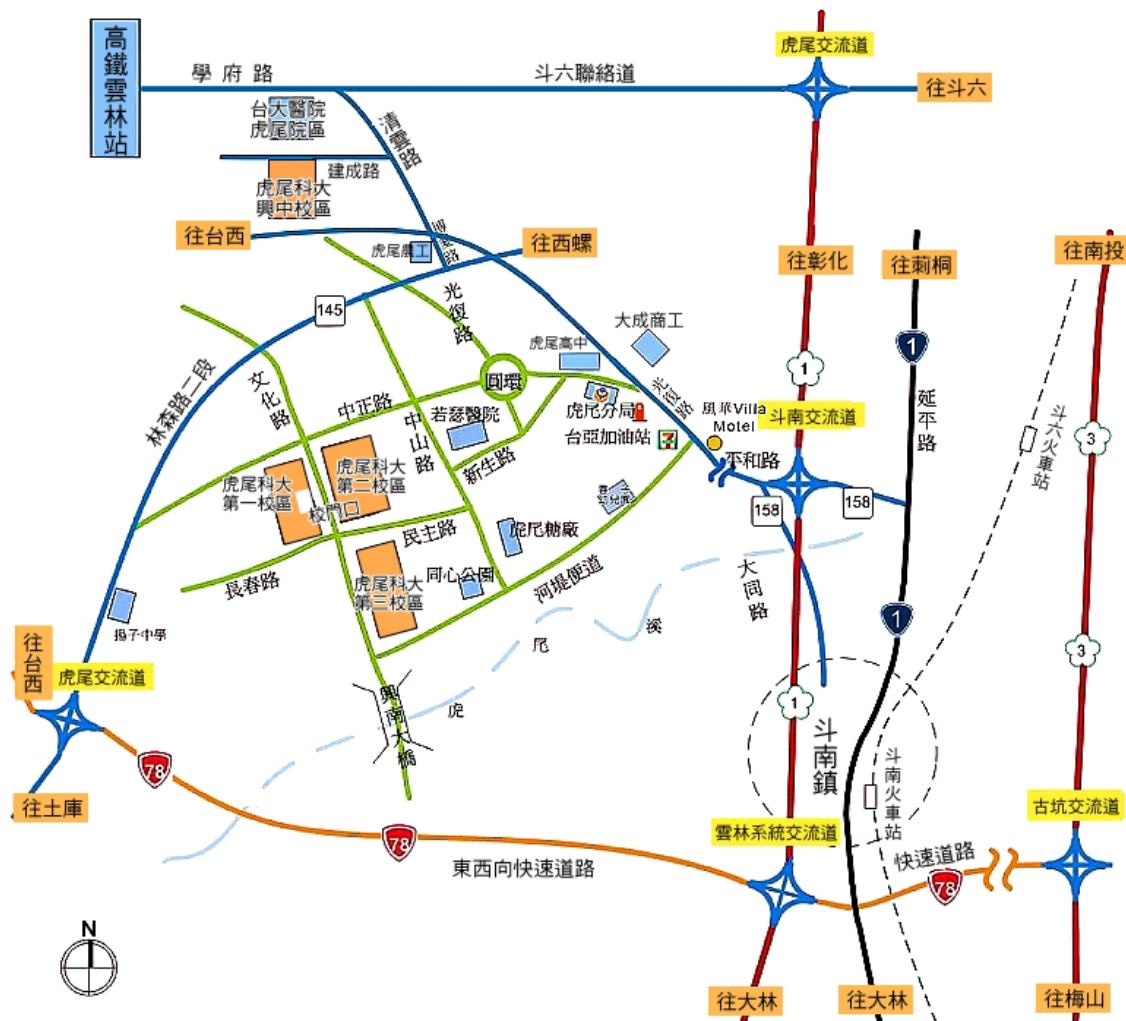 高鐵雲林站
學府路
斗六聯絡道
虎尾交流道
往斗六
台大醫院
虎尾院區
清雲路
建成路
虎尾科大
興中校區
往台西
虎尾農工
往西螺
往彰化
往莿桐
往南投
145
光復路
大成商工
虎尾高中
1
1
圓環
林森路二段
文化路
中正路
中山路
若瑟醫院
虎尾分局
台亞加油站
7
光復路
風華Villa
Motel
斗南交流道
延平路
斗六火車站
3
平和路
新生路
虎尾科大
第一校區
虎尾科大
第二校區
校門口
158
158
民主路
虎尾糖廠
長春路
虎尾科大
第三校區
同心公園
河堤便道
大同路
1
揚子中學
往台西
虎尾交流道
虎
尾
溪
興南大橋
1
3
斗南鎮
斗南火車站
78
往土庫
78
東西向快速道路
雲林系統交流道
快速道路
78
古坑交流道
N
往大林
往大林
往梅山